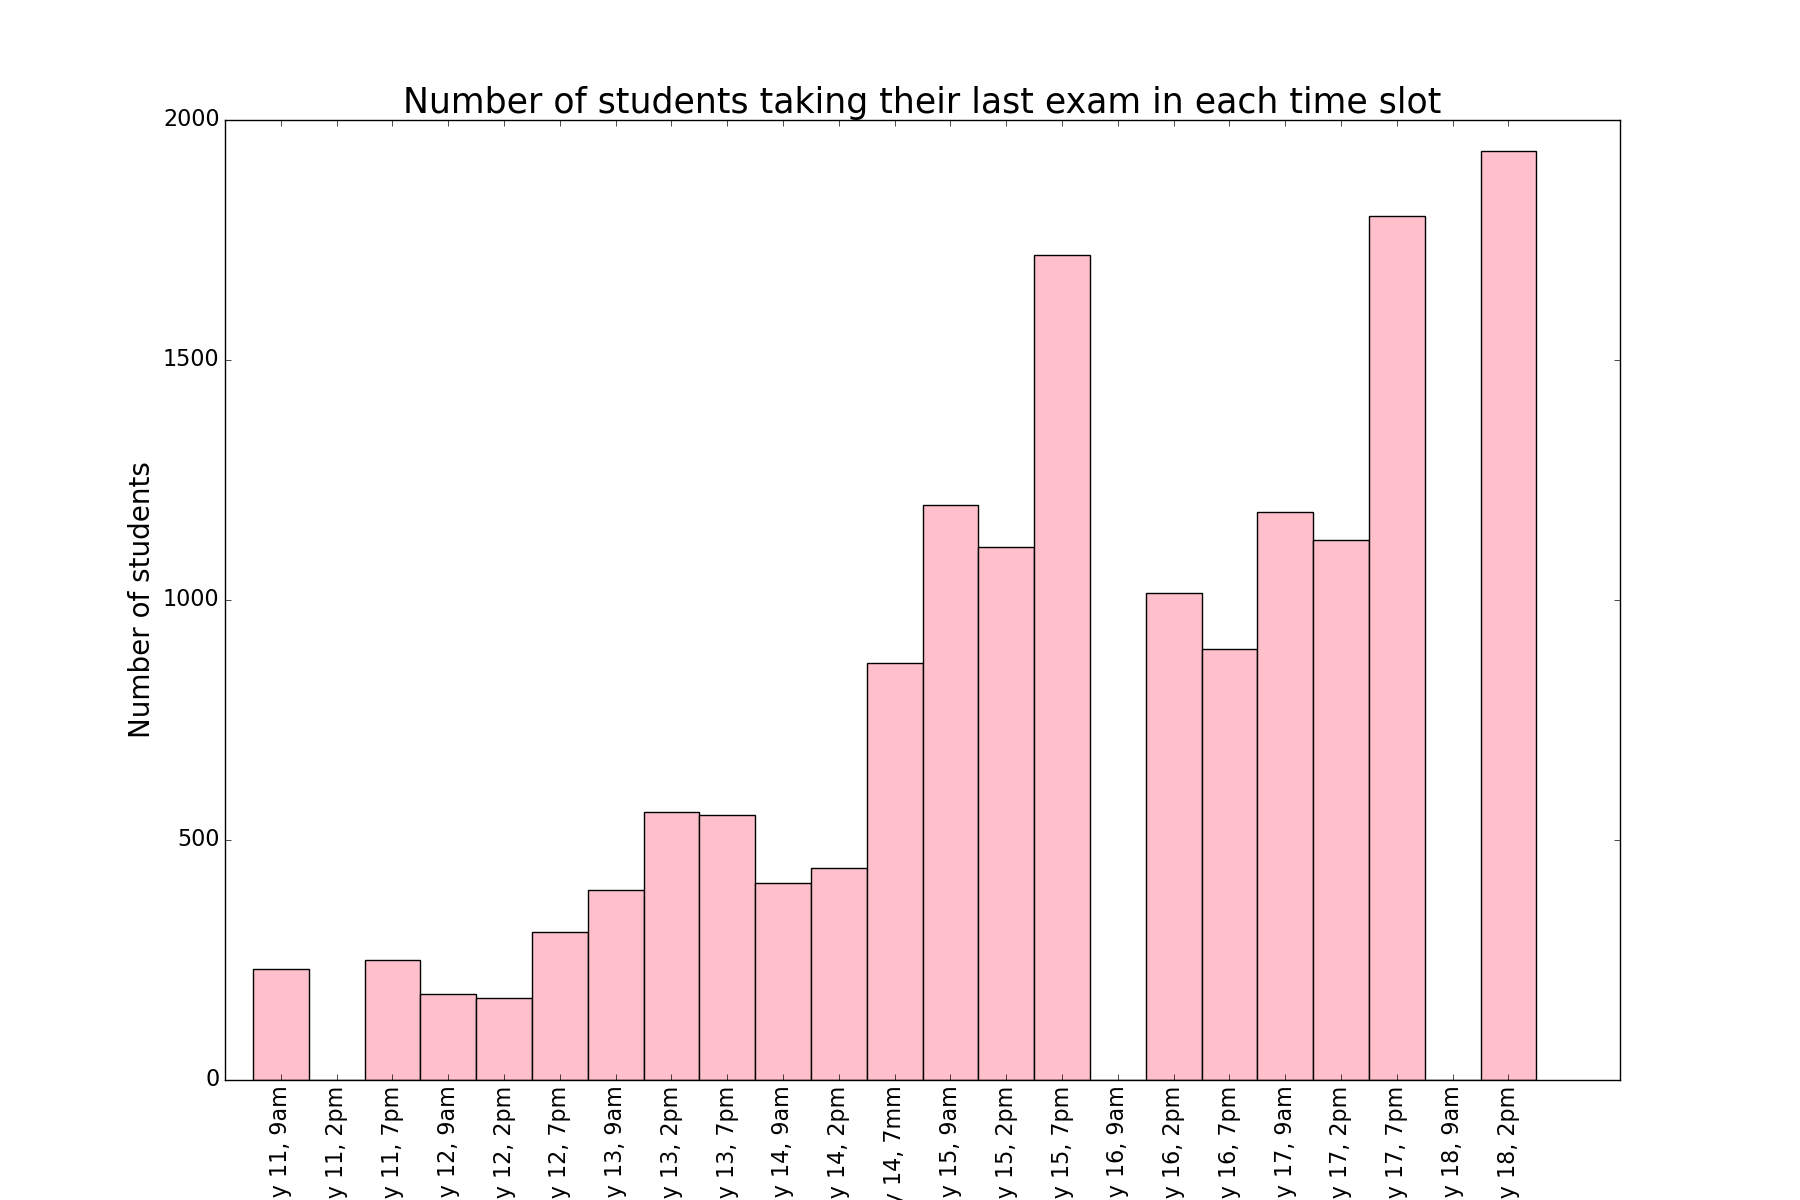 Number of students taking their last exam in each time slot
Number of students
2000
1500
1000
500
0
y 11, 9am
y 11, 2pm
y 11, 7pm
y 12, 9am
y 12, 2pm
y 12, 7pm
y 13, 9am
y 13, 2pm
y 13, 7pm
y 14, 9am
y 14, 2pm
y 14, 7mm
y 15, 9am
y 15, 2pm
y 15, 7pm
y 16, 9am
y 16, 2pm
y 16, 7pm
y 17, 9am
y 17, 2pm
y 17, 7pm
y 18, 9am
y 18, 2pm